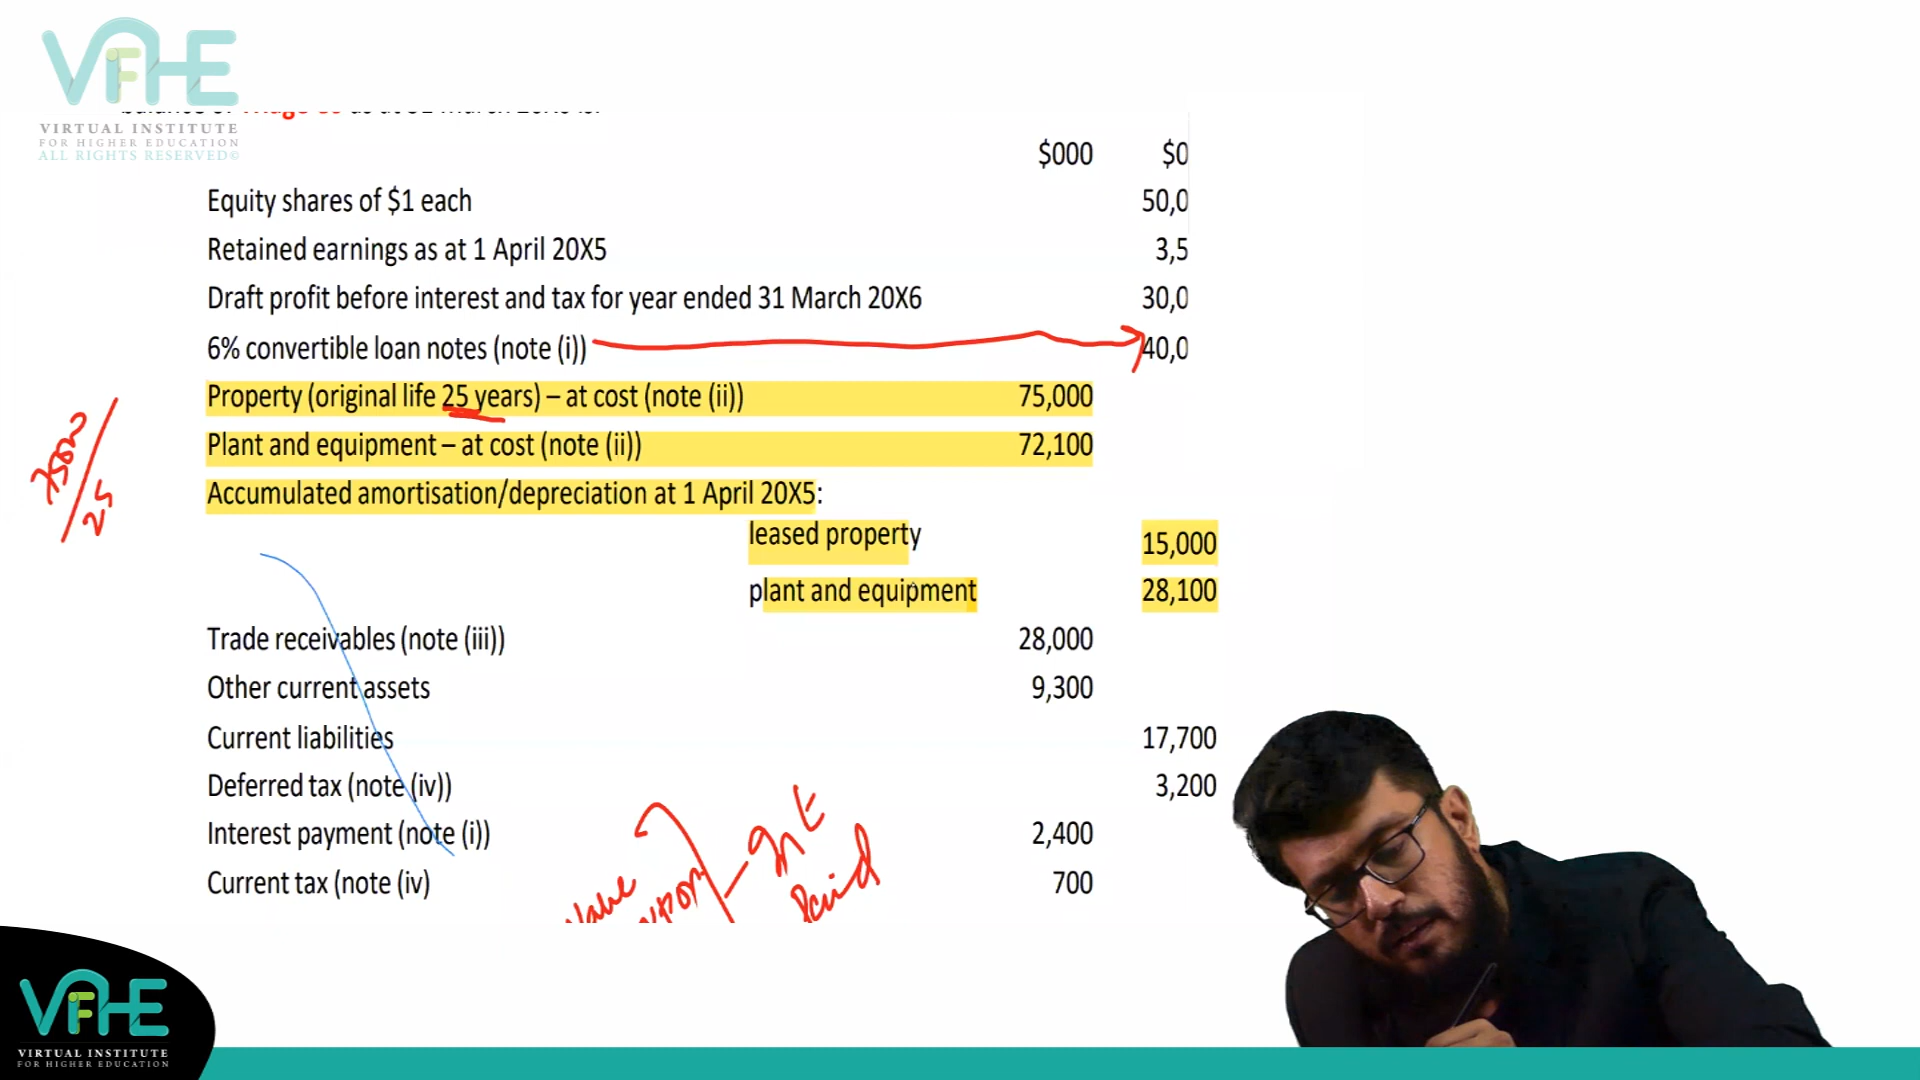 VIFHE
VIRTUAL INSTITUTE
FOR HIGHER EDUCATION
ALL RIGHTS RESERVED©
$000 $0
Equity shares of $1 each 50,0
Retained earnings as at 1 April 20X5 3,5
Draft profit before interest and tax for year ended 31 March 20X6 30,0
6% convertible loan notes (note (i)) 40,0
Property (original life 25 years) – at cost (note (ii)) 75,000
Plant and equipment – at cost (note (ii)) 72,100
Accumulated amortisation/depreciation at 1 April 20X5:
leased property 15,000
plant and equipment 28,100
Trade receivables (note (iii)) 28,000
Other current assets 9,300
Current liabilities 17,700
Deferred tax (note (iv)) 3,200
Interest payment (note (i)) 2,400
Current tax (note (iv) 700
25
Paid
VIFHE
VIRTUAL INSTITUTE
FOR HIGHER EDUCATION